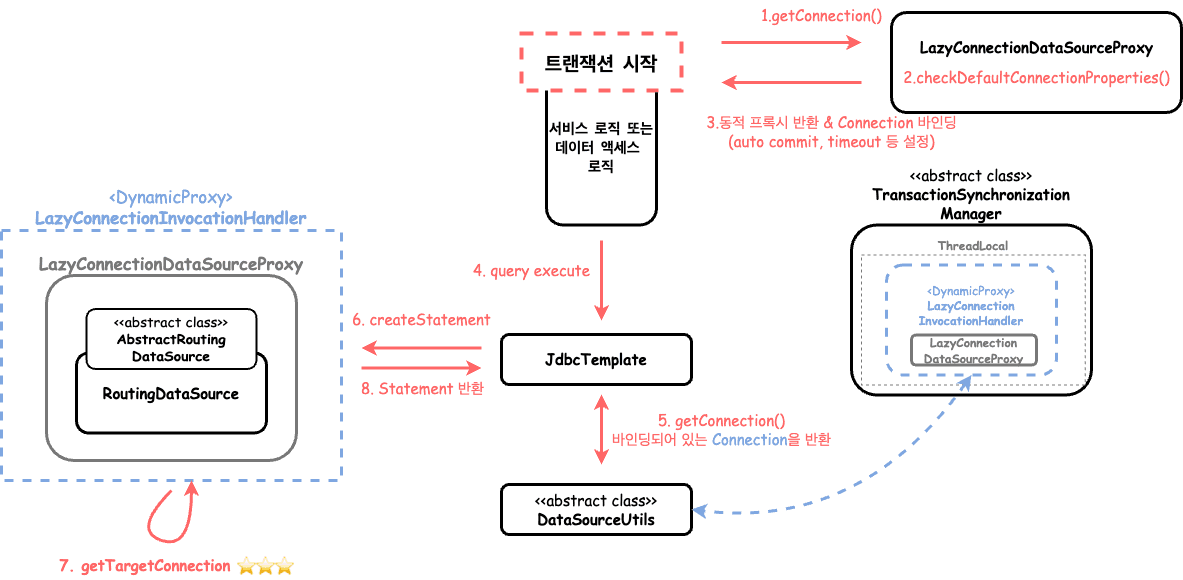 1.getConnection()
LazyConnectionDataSourceProxy
2.checkDefaultConnectionProperties()
트랜잭션 시작
3.동적 프록시 반환 & Connection 바인딩
(auto commit, timeout 등 설정)
서비스 로직 또는
데이터 액세스
로직
<<abstract class>>
TransactionSynchronization
Manager
ThreadLocal
<DynamicProxy>
LazyConnection
InvocationHandler
LazyConnection
DataSourceProxy
<DynamicProxy>
LazyConnectionInvocationHandler
LazyConnectionDataSourceProxy
<<abstract class>>
AbstractRouting
DataSource
RoutingDataSource
4. query execute
6. createStatement
8. Statement 반환
JdbcTemplate
5. getConnection()
바인딩되어 있는 Connection을 반환
<<abstract class>>
DataSourceUtils
7. getTargetConnection ⭐⭐⭐